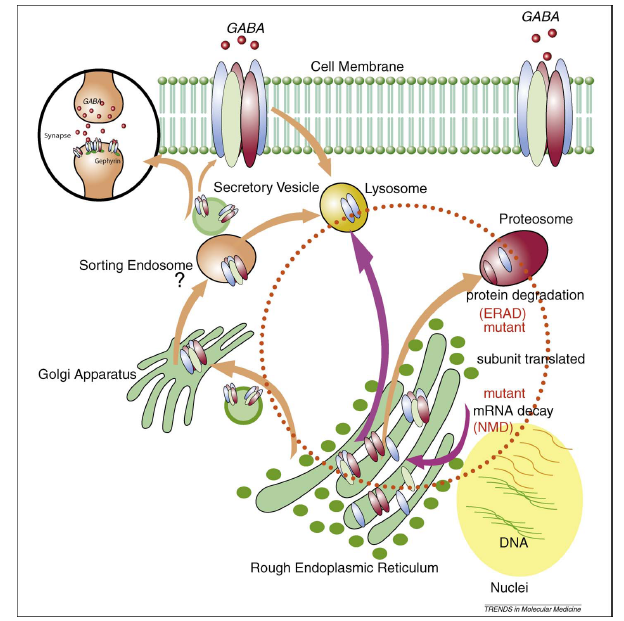 GABA
GABA
Cell Membrane
GABA
Synapse
Gephyrin
Secretory Vesicle
Lysosome
Proteosome
Sorting Endosome
?
protein degradation
(ERAD)
mutant
subunit translated
Golgi Apparatus
mutant
mRNA decay
(NMD)
DNA
Rough Endoplasmic Reticulum
Nuclei
TRENDS in Molecular Medicine